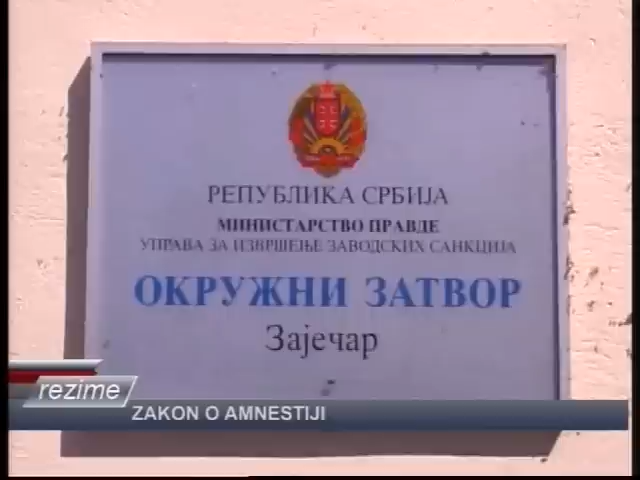 РЕПУБЛИКА СРБИЈА
МИНИСТАРСТВО ПРАВДЕ
УПРАВА ЗА ИЗВРШЕЊЕ ЗАВОДСКИХ САНКЦИЈА
ОКРУЖНИ ЗАТВОР
Зајечар
rezime
ZAKON O AMNESTIJI